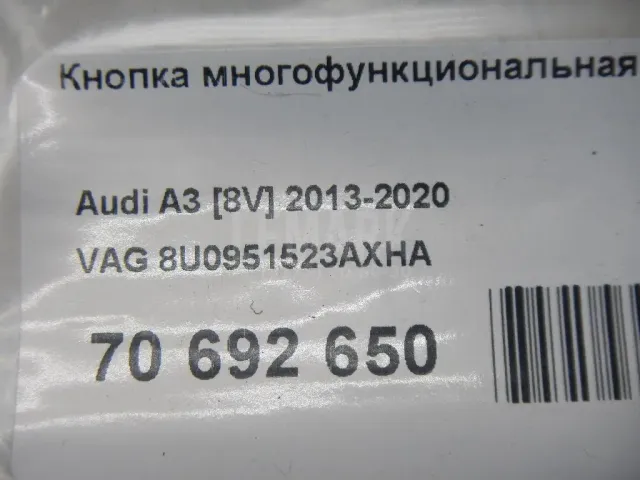 Кнопка многофункциональная
Audi A3 [8V] 2013-2020
VAG 8U0951523AXHA
70 692 650